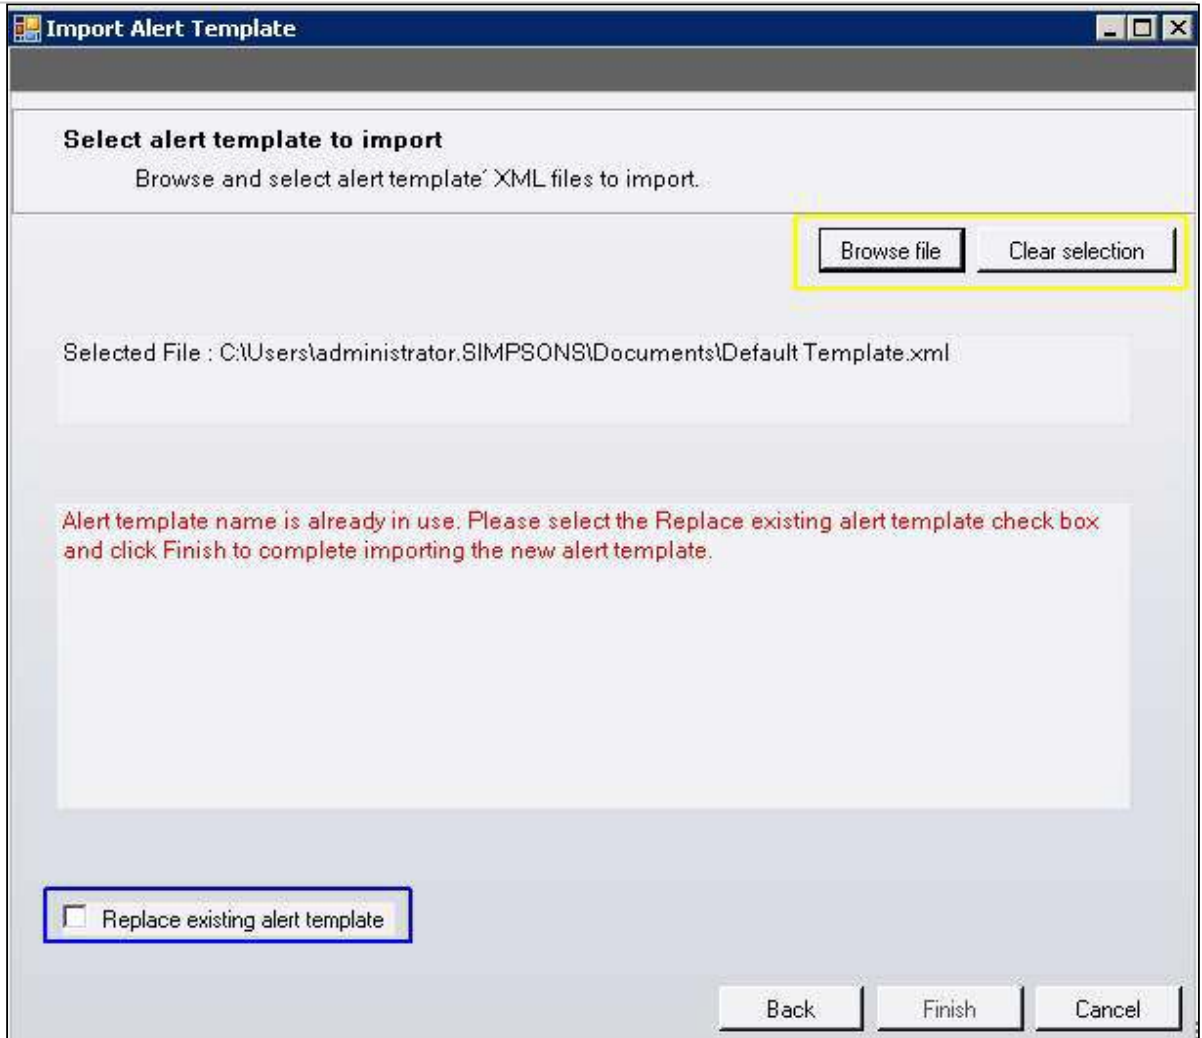 Import Alert Template
Select alert template to import
Browse and select alert template´ XML files to import.
Browse file
Clear selection
Selected File : C:\Users\administrator.SIMPSONS\Documents\Default Template.xml
Alert template name is already in use. Please select the Replace existing alert template check box
and click Finish to complete importing the new alert template.
Replace existing alert template
Back
Finish
Cancel